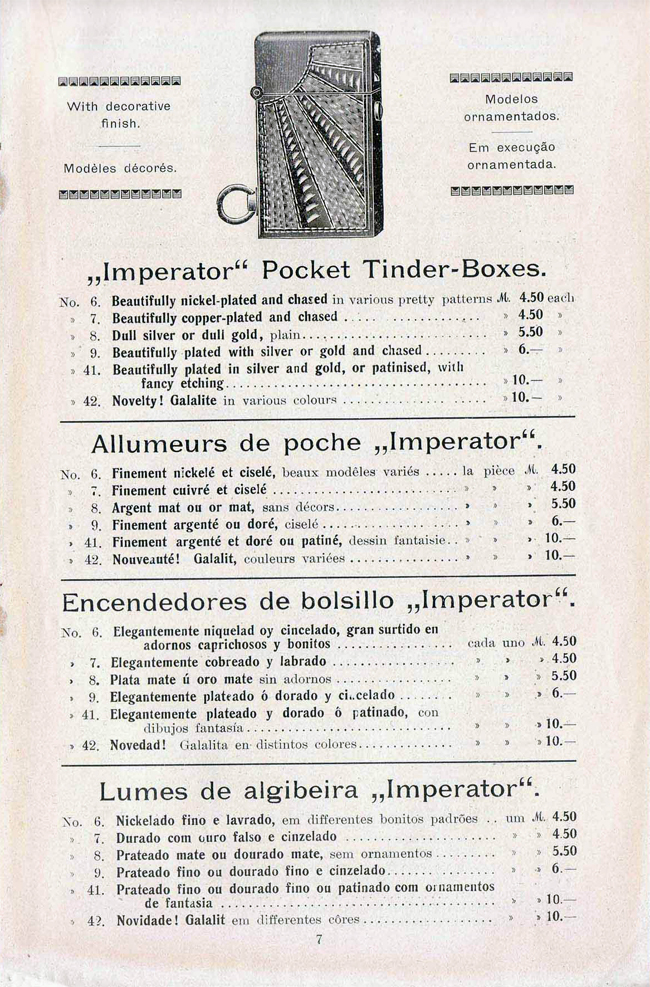 With decorative
finish.
Modèles décorés.
Modelos
ornamentados.
Em execução
ornamentada.
„Imperator“ Pocket Tinder-Boxes.
No. 6. Beautifully nickel-plated and chased in various pretty patterns M. 4.50 each
» 7. Beautifully copper-plated and chased . . . . . . . . . . . . . . . » 4.50 »
» 8. Dull silver or dull gold, plain. . . . . . . . . . . . . . . . . . . . . . . » 5.50 »
» 9. Beautifully plated with silver or gold and chased . . . . . . . . . » 6.— »
» 41. Beautifully plated in silver and gold, or patinised, with
fancy etching . . . . . . . . . . . . . . . . . . . . . . . . . . . . . . » 10.— »
» 42. Novelty! Galalite in various colours . . . . . . . . . . . . . . . » 10.— »
Allumeurs de poche „Imperator“.
No. 6. Finement nickelé et ciselé, beaux modèles variés . . . . . la pièce M. 4.50
» 7. Finement cuivré et ciselé . . . . . . . . . . . . . . . . . . . » » » 4.50
» 8. Argent mat ou or mat, sans décors. . . . . . . . . . . . . » » » 5.50
» 9. Finement argenté ou doré, ciselé . . . . . . . . . . . . . . » » » 6.—
» 41. Finement argenté et doré ou patiné, dessin fantaisie. . » » » 10.—
» 42. Nouveauté! Galalit, couleurs variées . . . . . . . . . . . . » » » 10.—
Encendedores de bolsillo „Imperator“.
No. 6. Elegantemente niquelad oy cincelado, gran surtido en
adornos caprichosos y bonitos . . . . . . . . . . . . . cada uno M. 4.50
» 7. Elegantemente cobreado y labrado . . . . . . . . . . . . . » » » 4.50
» 8. Plata mate ú oro mate sin adornos . . . . . . . . . . . . . » » » 5.50
» 9. Elegantemente plateado ó dorado y cincelado . . . . . . » » » 6.—
» 41. Elegantemente plateado y dorado ô patinado, con
dibujos fantasía . . . . . . . . . . . . . . . . . . . . . . . . » » » 10.—
» 42. Novedad! Galalita en distintos colores . . . . . . . . . . . » » » 10.—
Lumes de algibeira „Imperator“.
No. 6. Nickelado fino e lavrado, em differentes bonitos padrões . . um M. 4.50
» 7. Durado com ouro falso e cinzelado . . . . . . . . . . . . . . . » » 4.50
» 8. Prateado mate ou dourado mate, sem ornamentos . . . . . . . » » 5.50
» 9. Prateado fino ou dourado fino e cinzelado . . . . . . . . . . . . » » 6.—
» 41. Prateado fino ou dourado fino ou patinado com ornamentos
de fantasia . . . . . . . . . . . . . . . . . . . . . . . . . . . . . . » » 10.—
» 42. Novidade! Galalit em differentes côres . . . . . . . . . . . . . . » » 10.—
7